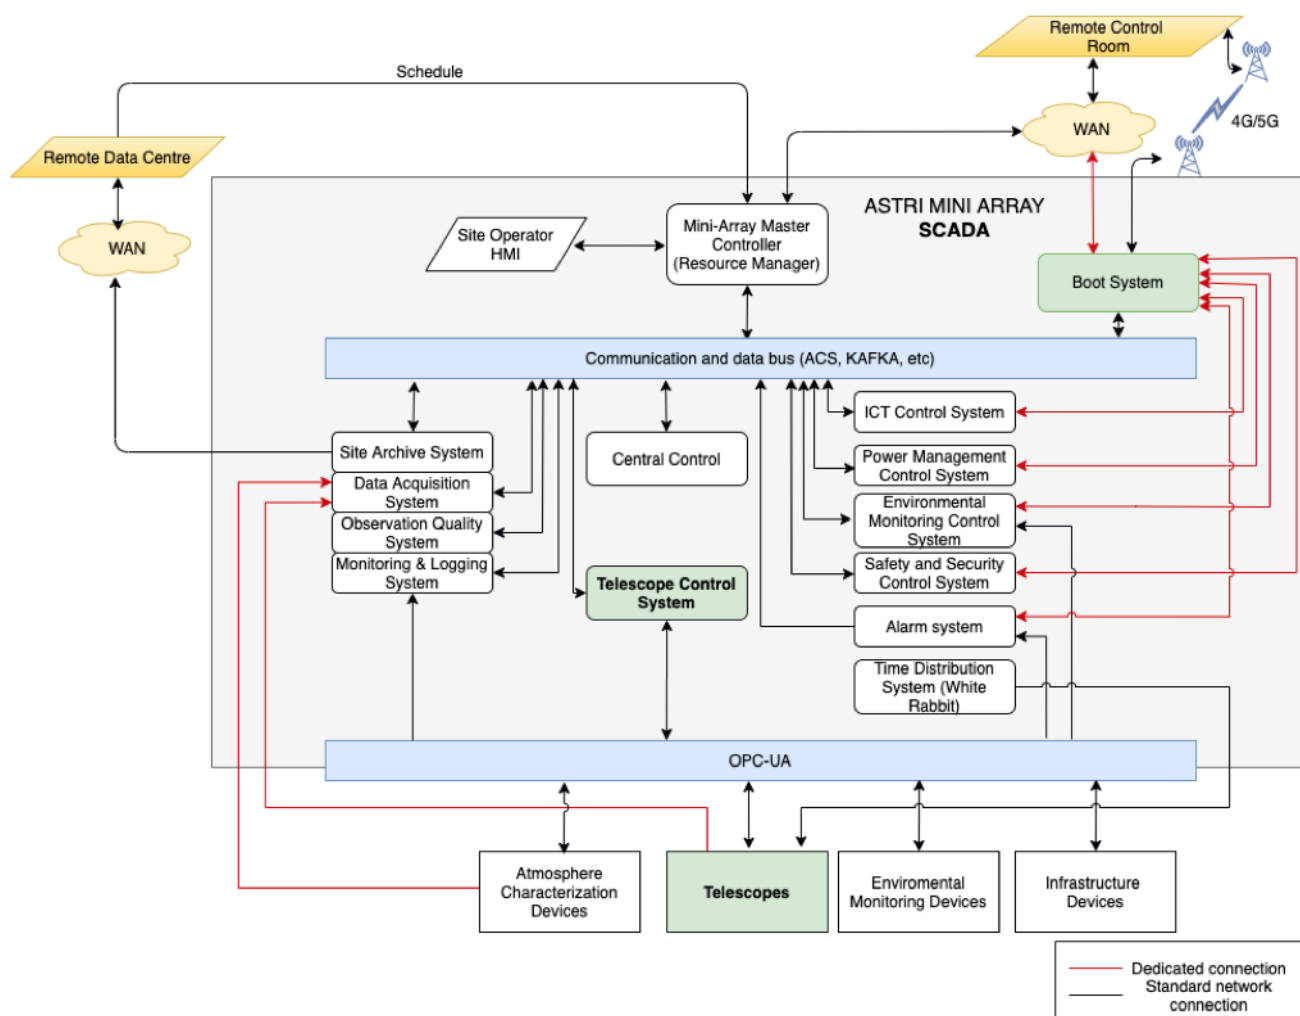 Remote Control
Room
Schedule
4G/5G
WAN
Remote Data Centre
ASTRI MINI ARRAY
SCADA
Mini-Array Master
Controller
(Resource Manager)
Site Operator
HMI
WAN
Boot System
Communication and data bus (ACS, KAFKA, etc)
ICT Control System
Site Archive System
Central Control
Power Management
Control System
Data Acquisition
System
Environmental
Monitoring Control
System
Observation Quality
System
Monitoring & Logging
System
Safety and Security
Control System
Telescope Control
System
Alarm system
Time Distribution
System (White
Rabbit)
OPC-UA
Atmosphere
Characterization
Devices
Telescopes
Enviromental
Monitoring Devices
Infrastructure
Devices
Dedicated connection
Standard network
connection